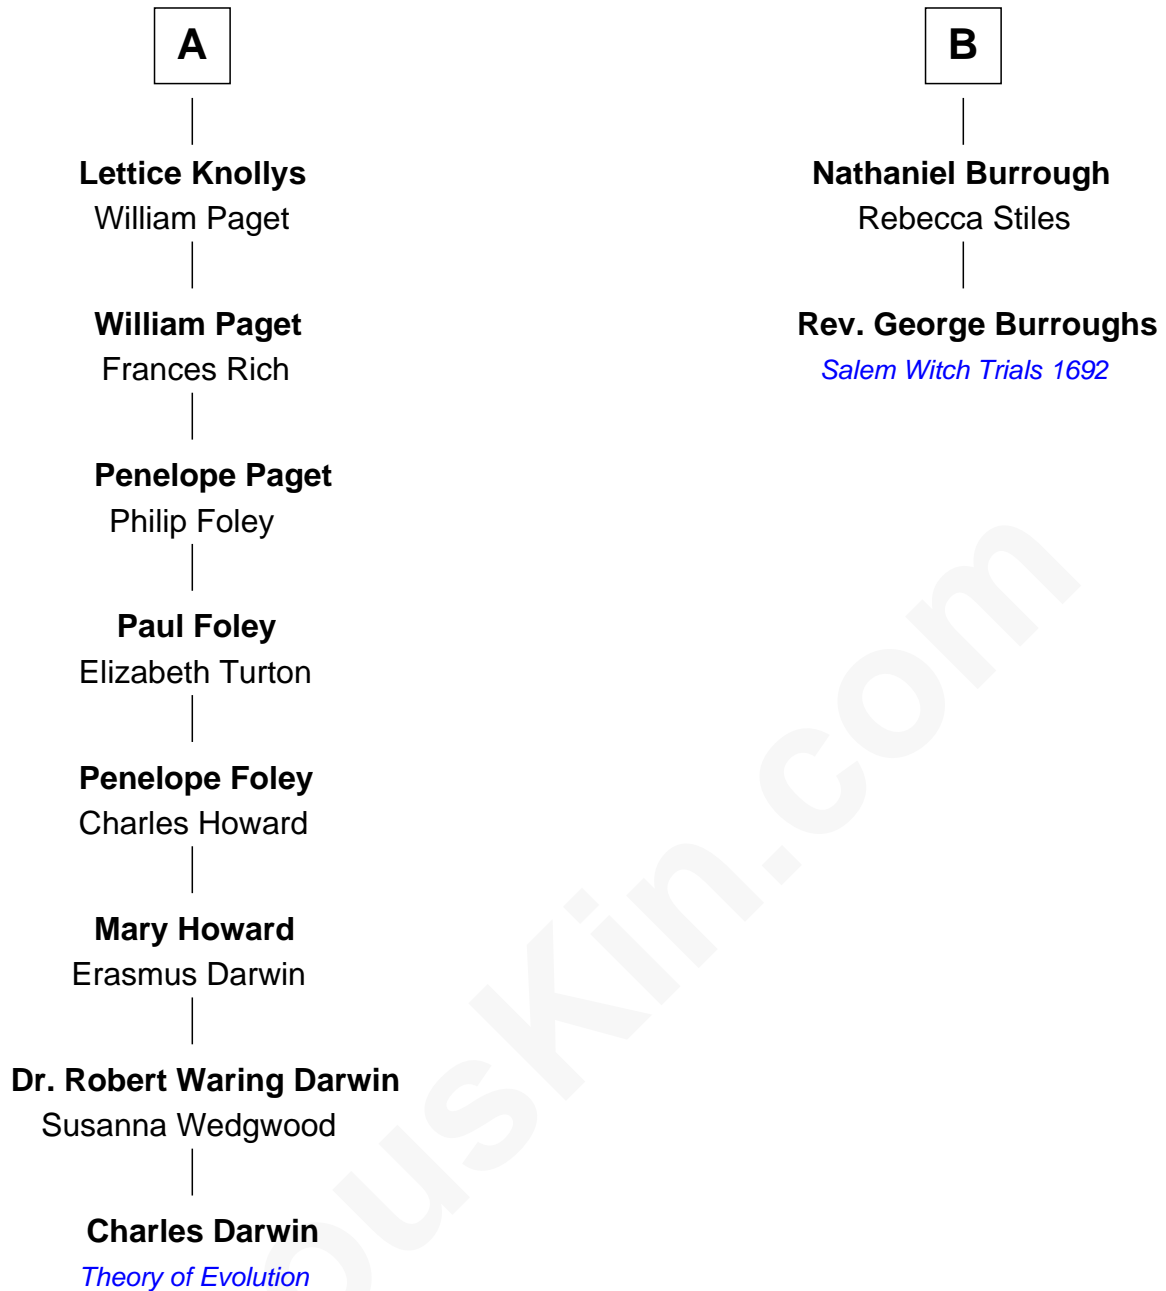 A
Lettice Knollys
William Paget
William Paget
Frances Rich
Penelope Paget
Philip Foley
Paul Foley
Elizabeth Turton
Penelope Foley
Charles Howard
Mary Howard
Erasmus Darwin
Dr. Robert Waring Darwin
Susanna Wedgwood
Charles Darwin
Theory of Evolution
B
Nathaniel Burrough
Rebecca Stiles
Rev. George Burroughs
Salem Witch Trials 1692
ousKin.com